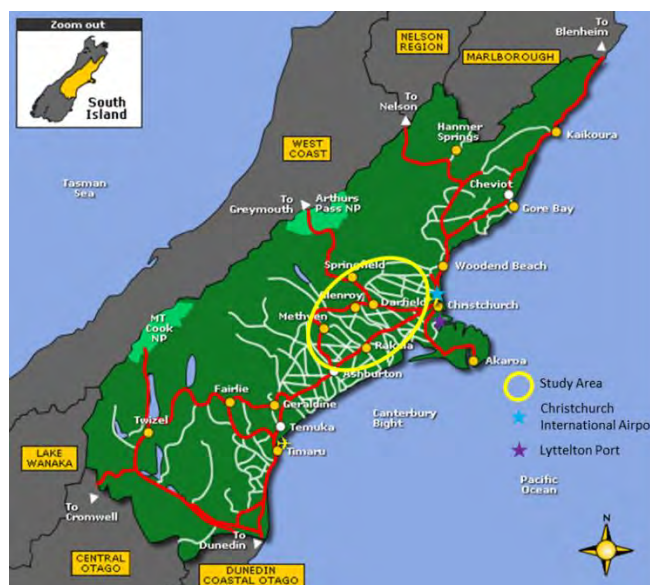 Zoom out
South
Island
To
Blenheim
NELSON
REGION
MARLBOROUGH
To
Nelson
Hanmer
Springs
Kaikoura
WEST
COAST
Tasman
Sea
Cheviot
To
Greymouth
Arthurs
Pass NP
Gore Bay
Springfield
Woodend Beach
Glenroy
Darfield
Christchurch
Methven
MT
Cook
NP
Rakaia
Akaroa
Ashburton
Study Area
Fairlie
Geraldine
Canterbury
Bight
Christchurch
International Airpo
Twizel
Temuka
Lyttelton Port
Timaru
LAKE
WANAKA
Pacific
Ocean
To
Cromwell
To
Dunedin
N
CENTRAL
OTAGO
DUNEDIN
COASTAL OTAGO